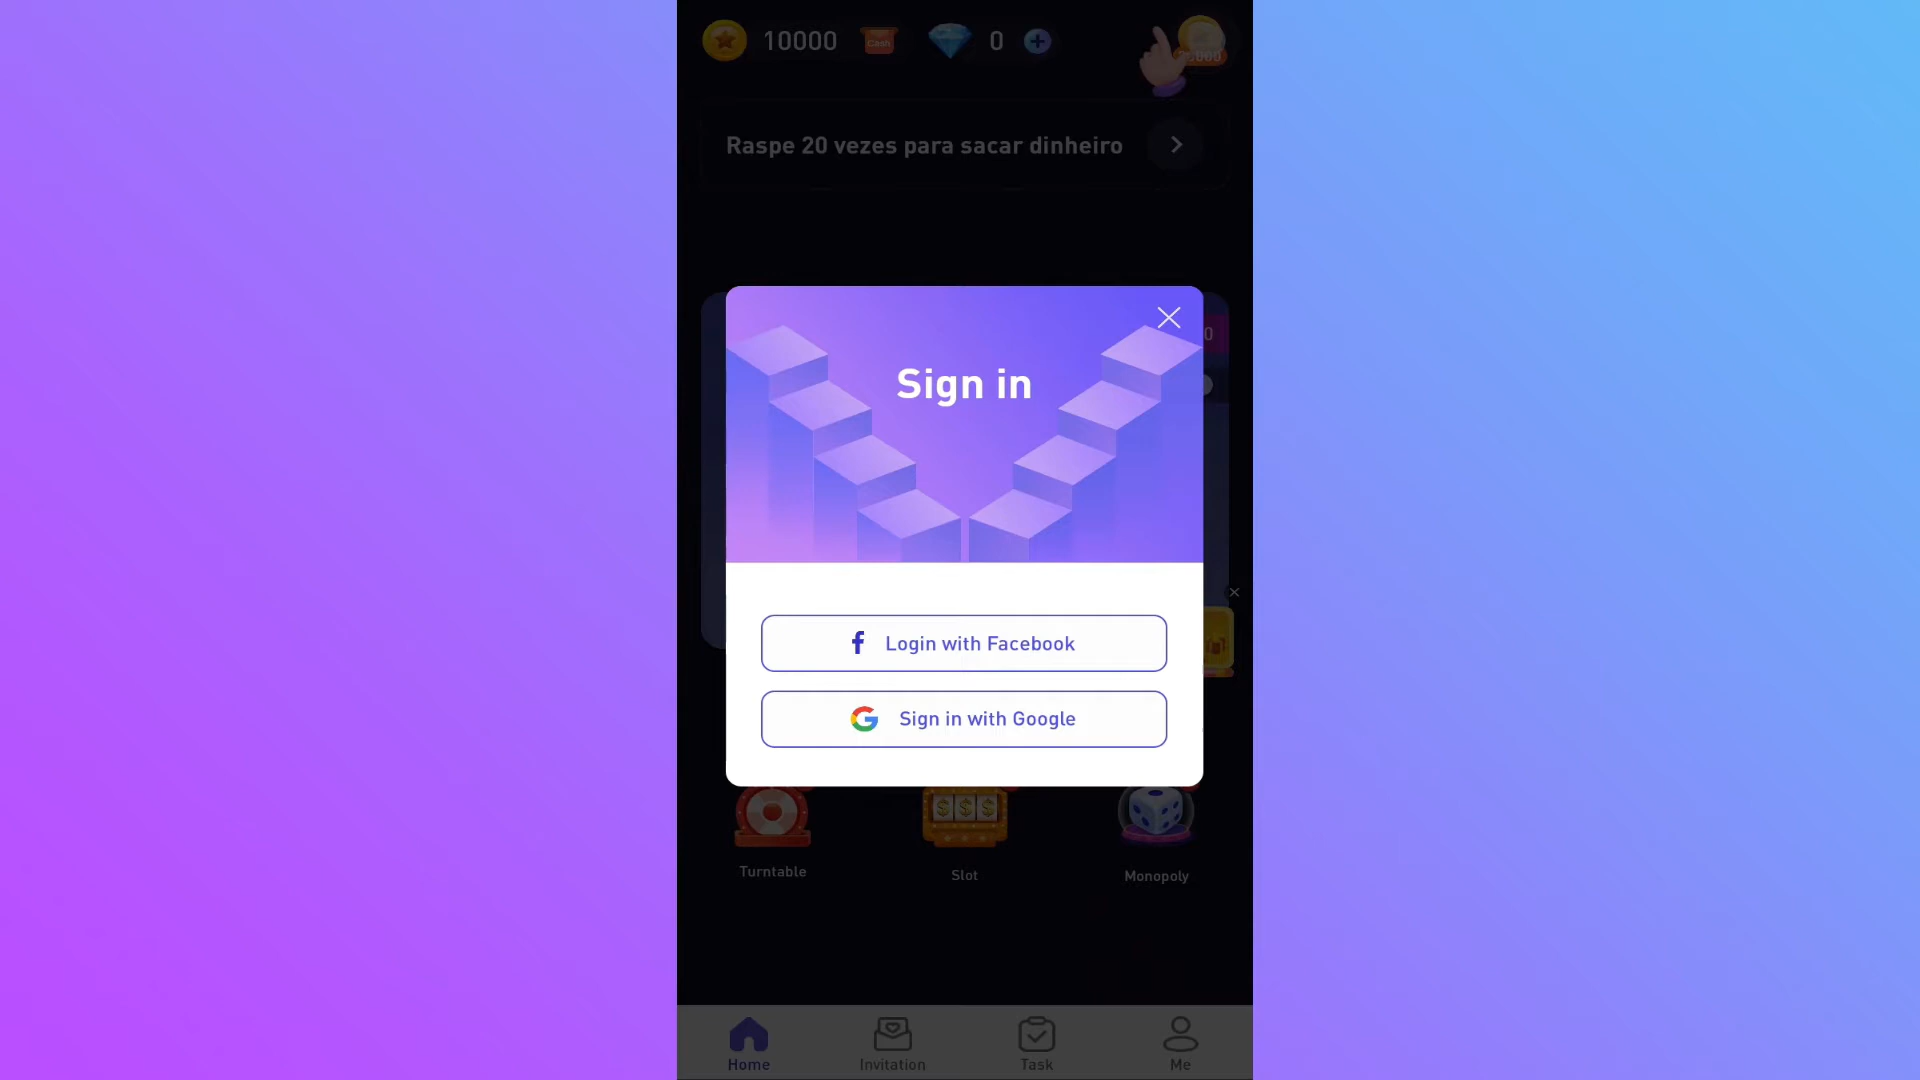 10000
Cash
0
Raspe 20 vezes para sacar dinheiro
Sign in
Login with Facebook
Sign in with Google
Turntable
Slot
Monopoly
Home
Invitation
Task
Me